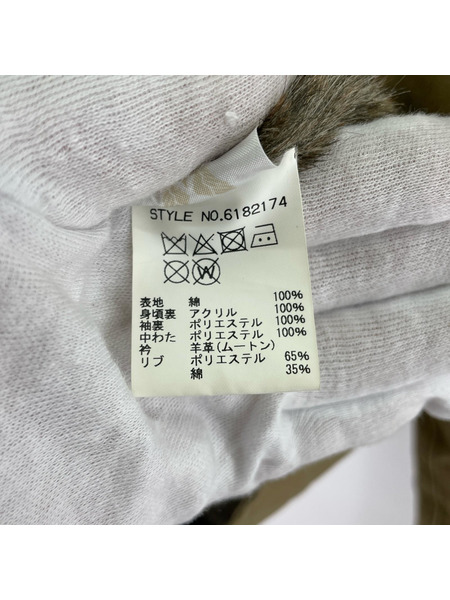 STYLE NO.6182174
表地 綿 100%
身頃裏 アクリル 100%
袖裏 ポリエステル 100%
中わた ポリエステル 100%
衿 羊革(ムートン)
リブ ポリエステル 65%
綿 35%